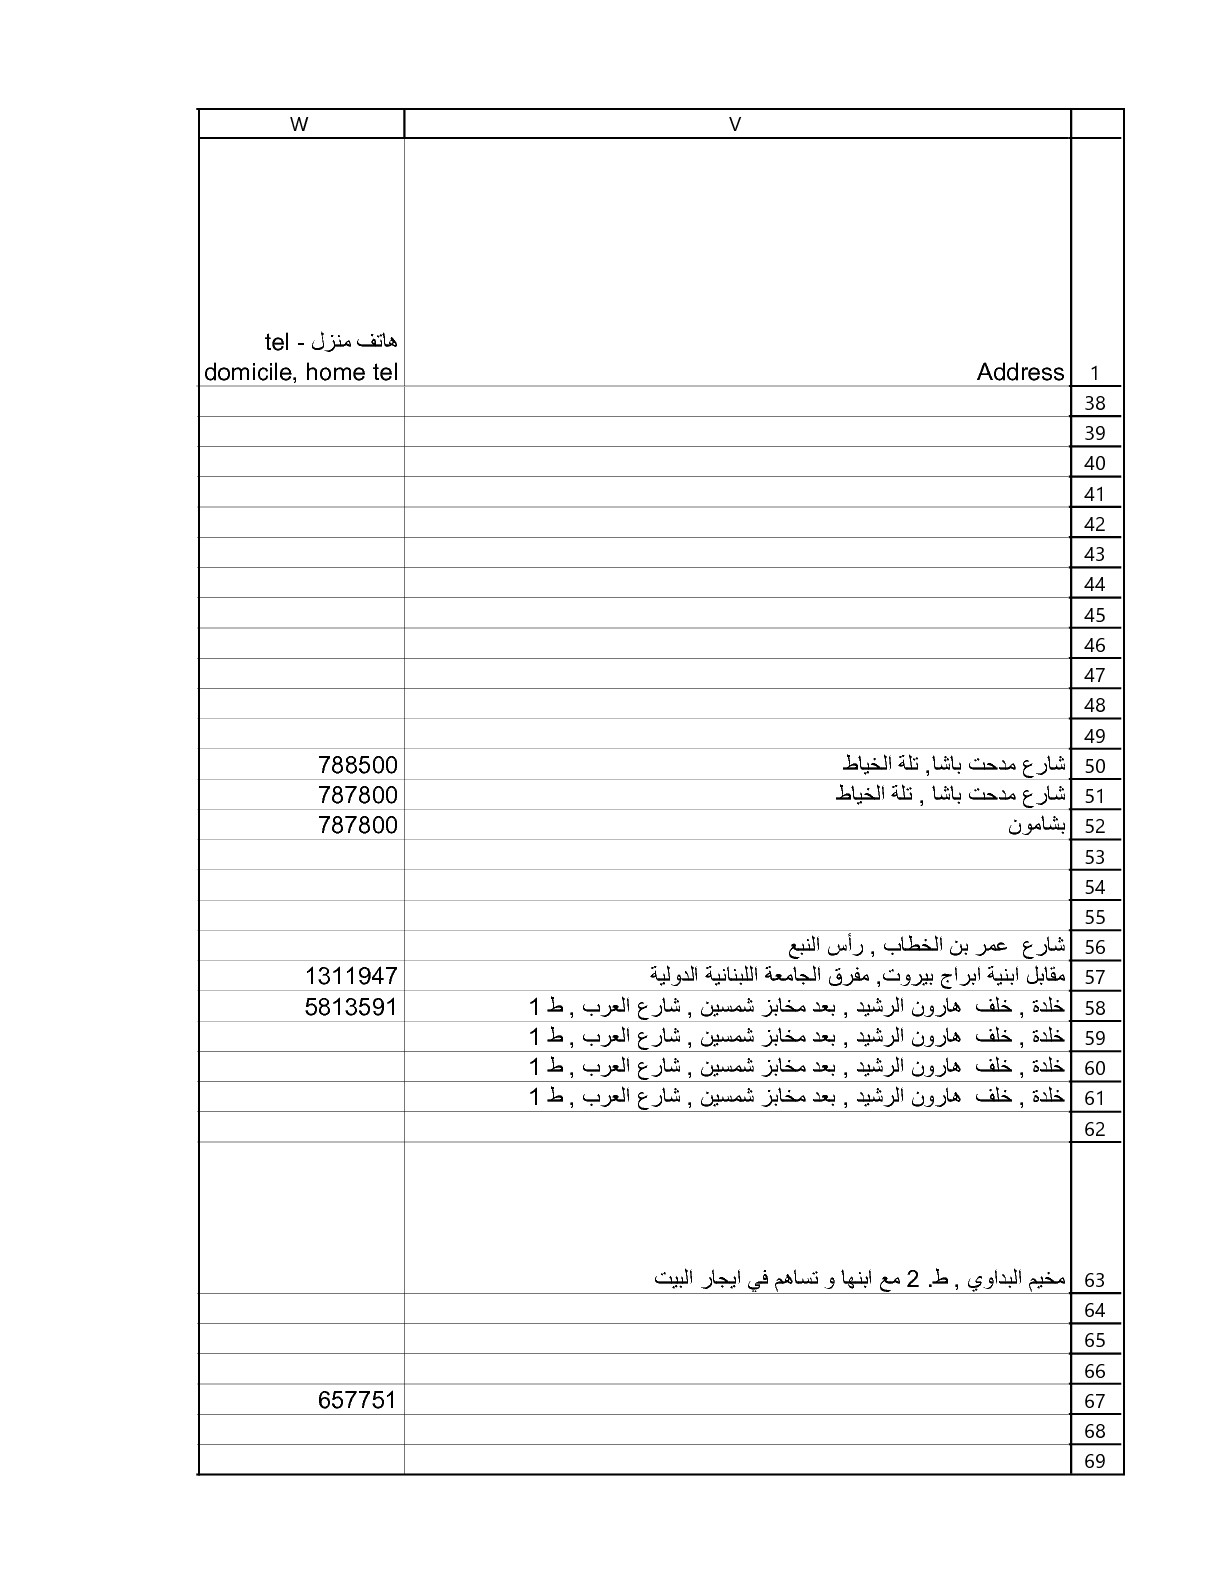 V W
1 Address هاتف منزل - tel
domicile, home tel
38
39
40
41
42
43
44
45
46
47
48
49
50 شارع مدحت باشا, تلة الخياط 788500
51 شارع مدحت باشا , تلة الخياط 787800
52 بشامون 787800
53
54
55
56 شارع  عمر بن الخطاب , رأس النبع
57 مقابل ابنية ابراج بيروت, مفرق الجامعة اللبنانية الدولية 1311947
58 خلدة , خلف  هارون الرشيد , بعد مخابز شمسين , شارع العرب , ط 1 5813591
59 خلدة , خلف  هارون الرشيد , بعد مخابز شمسين , شارع العرب , ط 1
60 خلدة , خلف  هارون الرشيد , بعد مخابز شمسين , شارع العرب , ط 1
61 خلدة , خلف  هارون الرشيد , بعد مخابز شمسين , شارع العرب , ط 1
62
63 مخيم البداوي , ط. 2 مع ابنها و تساهم في ايجار البيت
64
65
66
67 657751
68
69